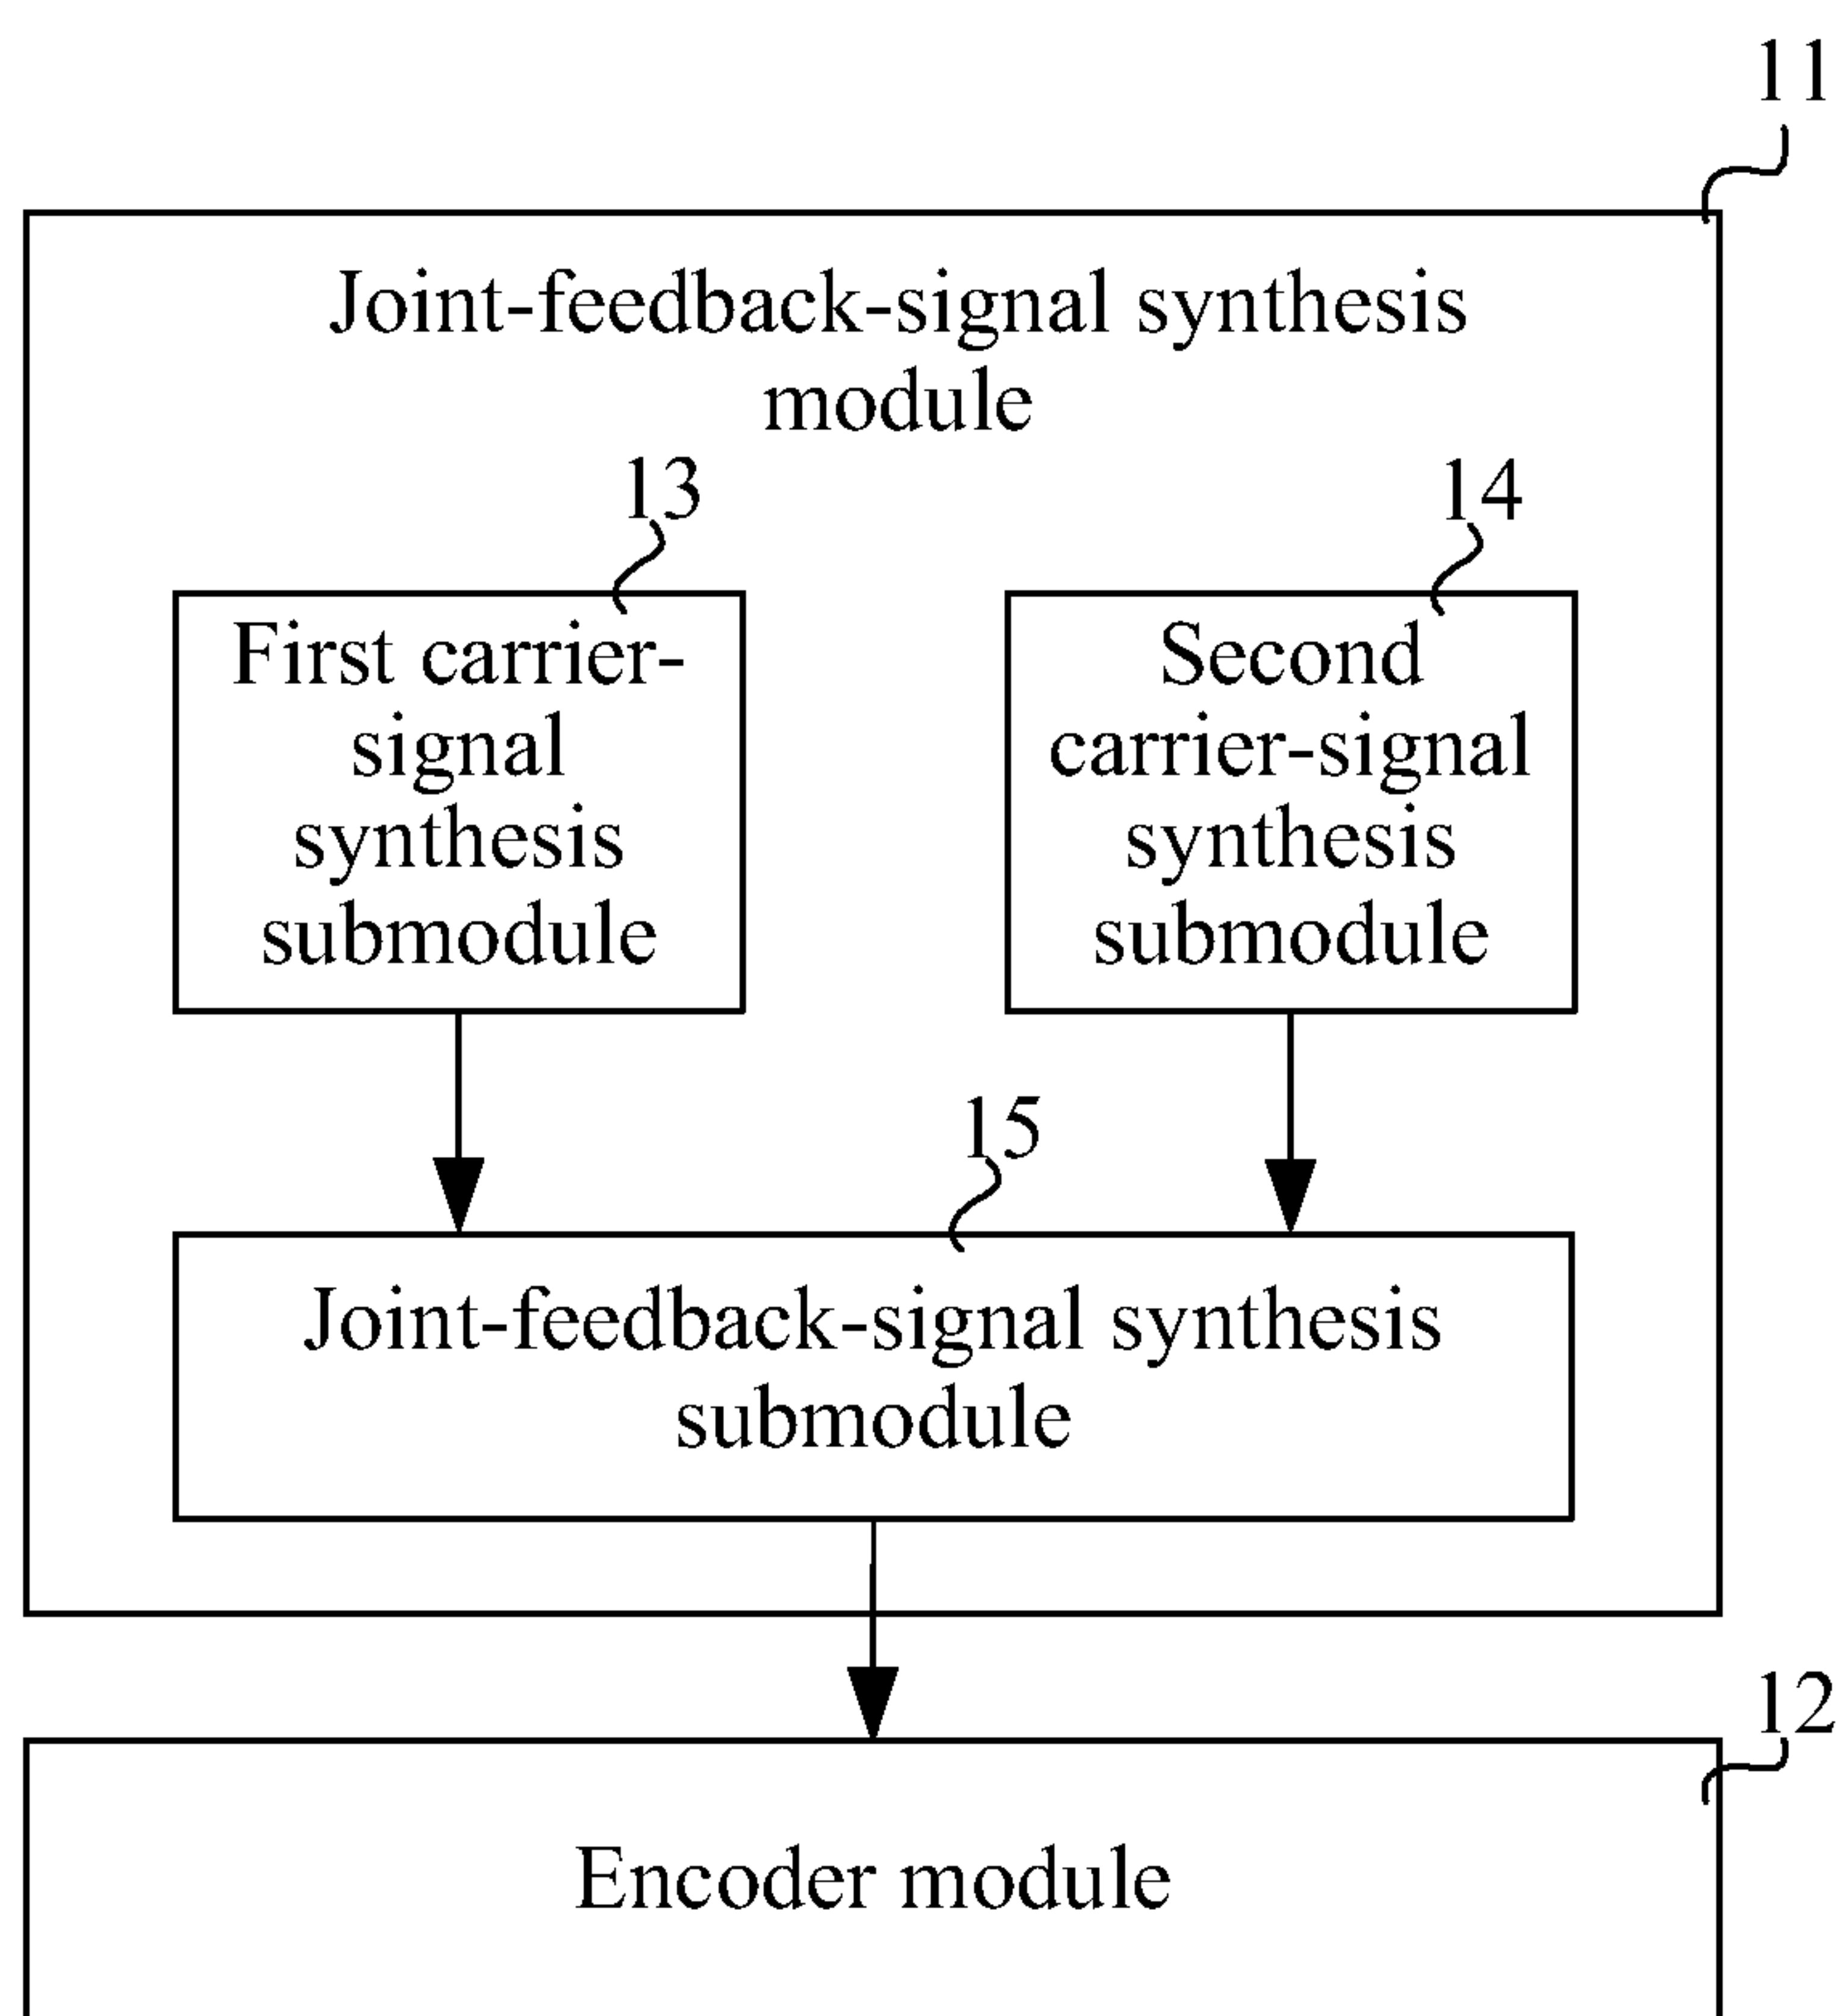 11
Joint-feedback-signal synthesis
module
13
14
First carrier-
signal
synthesis
submodule
Second
carrier-signal
synthesis
submodule
15
Joint-feedback-signal synthesis
submodule
12
Encoder module